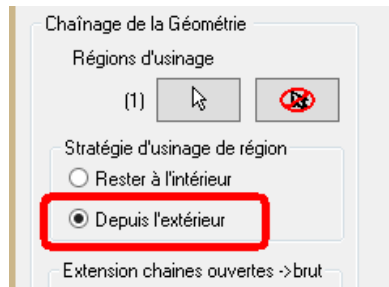 Chaînage de la Géométrie
Régions d'usinage
(1)
Stratégie d'usinage de région
Rester à l'intérieur
Depuis l'extérieur
Extension chaines ouvertes ->brut